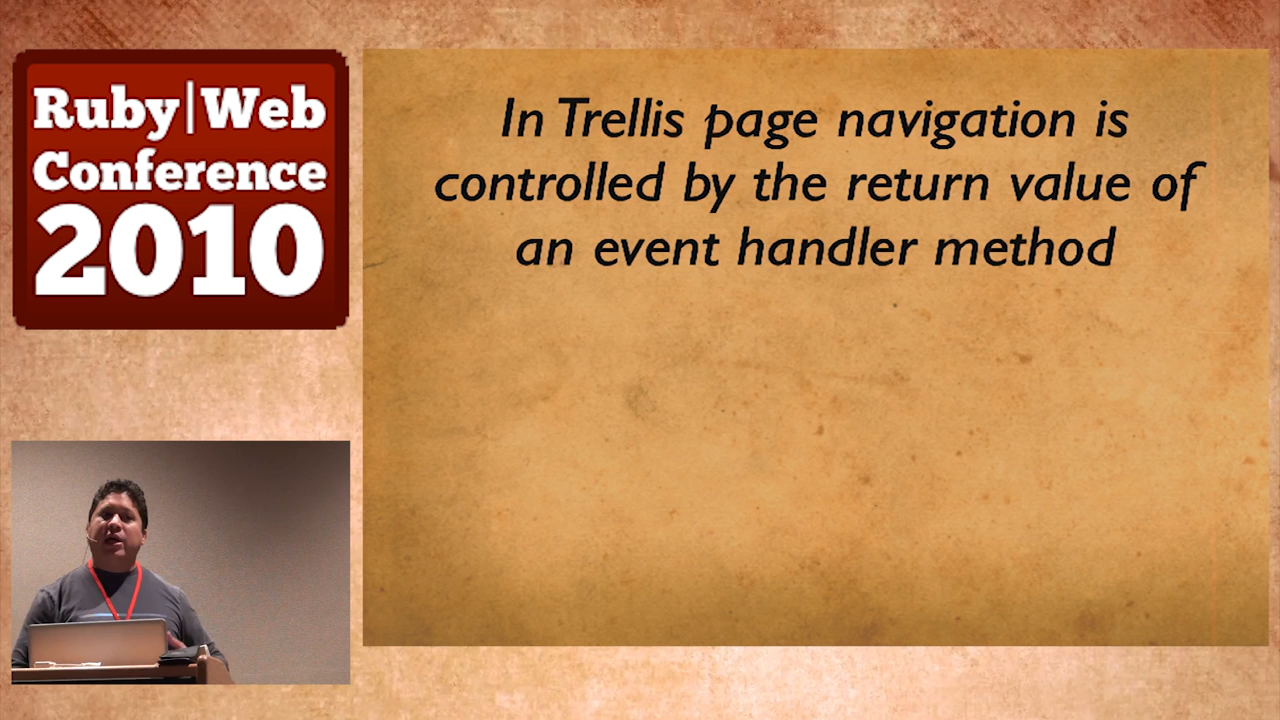 Ruby|Web
Conference
2010
In Trellis page navigation is
controlled by the return value of
an event handler method